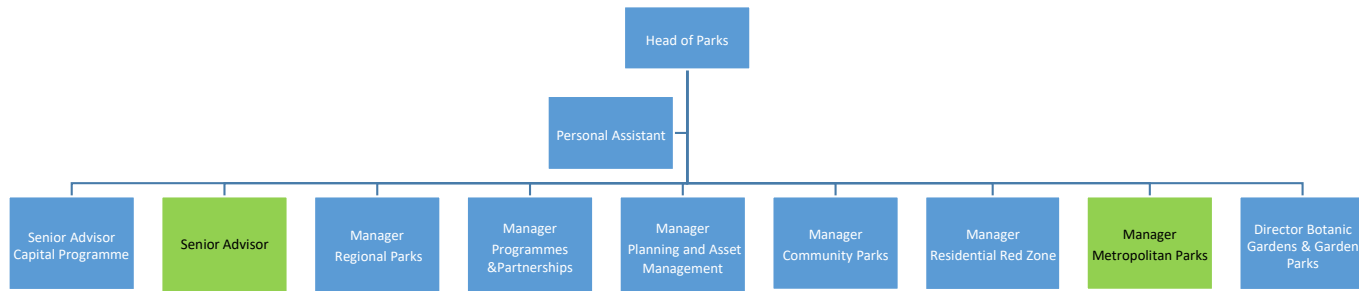 Head of Parks
Personal Assistant
Senior Advisor
Capital Programme
Senior Advisor
Manager
Regional Parks
Manager
Programmes
&Partnerships
Manager
Planning and Asset
Management
Manager
Community Parks
Manager
Residential Red Zone
Manager
Metropolitan Parks
Director Botanic
Gardens & Garden
Parks